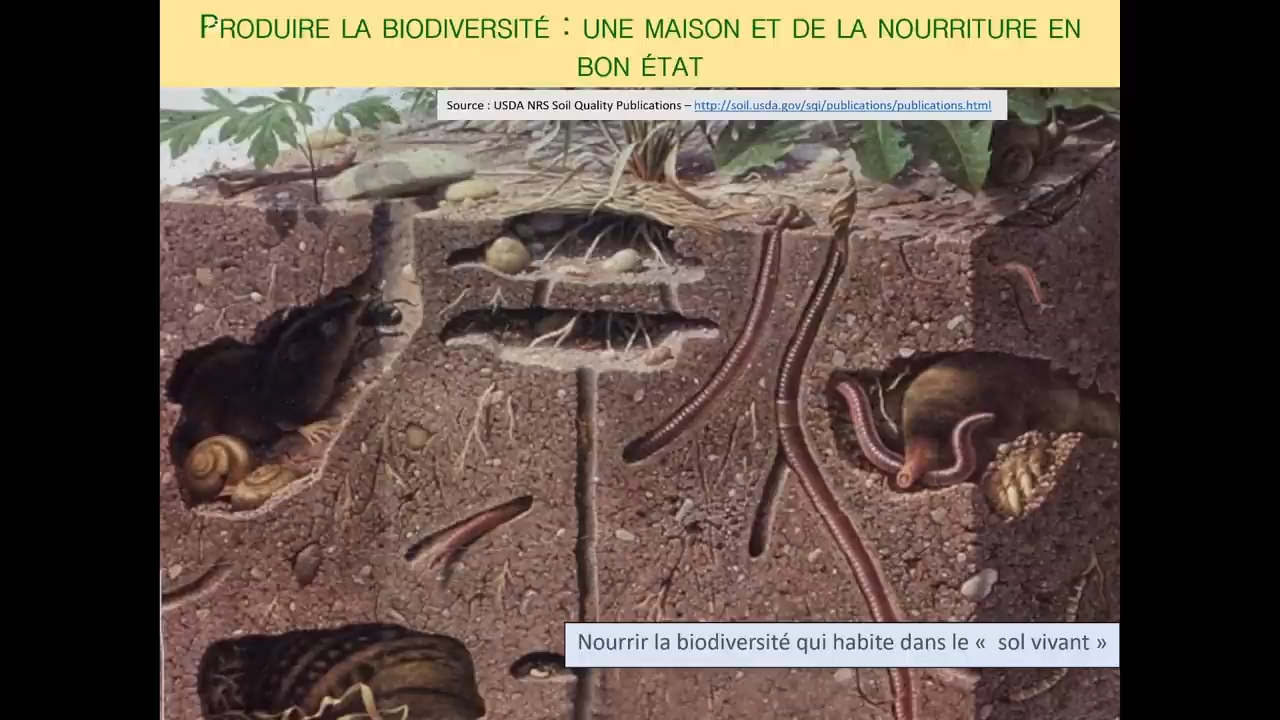 PRODUIRE LA BIODIVERSITÉ : UNE MAISON ET DE LA NOURRITURE EN
BON ÉTAT
Source : USDA NRS Soil Quality Publications – http://soil.usda.gov/sqi/publications/publications.html
Nourrir la biodiversité qui habite dans le «  sol vivant »